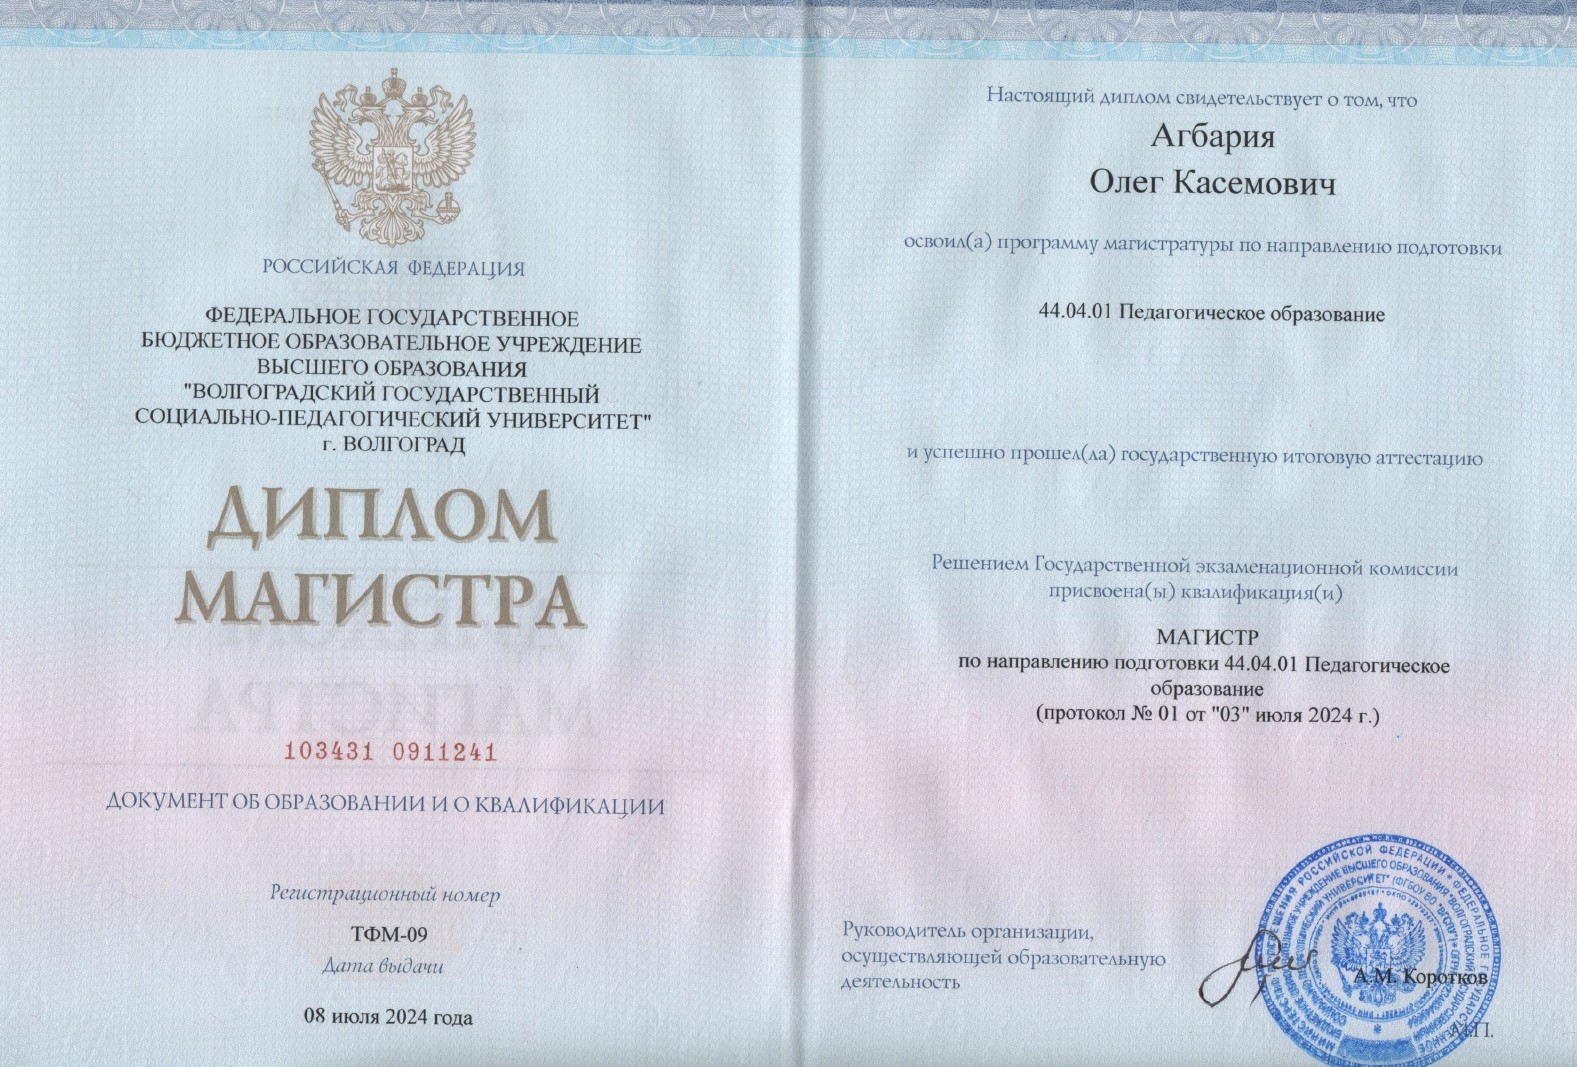 РОССИЙСКАЯ ФЕДЕРАЦИЯ
ФЕДЕРАЛЬНОЕ ГОСУДАРСТВЕННОЕ
БЮДЖЕТНОЕ ОБРАЗОВАТЕЛЬНОЕ УЧРЕЖДЕНИЕ
ВЫСШЕГО ОБРАЗОВАНИЯ
"ВОЛГОГРАДСКИЙ ГОСУДАРСТВЕННЫЙ
СОЦИАЛЬНО-ПЕДАГОГИЧЕСКИЙ УНИВЕРСИТЕТ"
г. ВОЛГОГРАД
ДИПЛОМ
МАГИСТРА
103431 0911241
ДОКУМЕНТ ОБ ОБРАЗОВАНИИ И О КВАЛИФИКАЦИИ
Регистрационный номер
ТФМ-09
Дата выдачи
08 июля 2024 года
Настоящий диплом свидетельствует о том, что
Агбария
Олег Касемович
освоил(а) программу магистратуры по направлению подготовки
44.04.01 Педагогическое образование
и успешно прошел(ла) государственную итоговую аттестацию
Решением Государственной экзаменационной комиссии
присвоена(ы) квалификация(и)
МАГИСТР
по направлению подготовки 44.04.01 Педагогическое
образование
(протокол № 01 от "03" июля 2024 г.)
Руководитель организации,
осуществляющей образовательную
деятельность
А.М. Коротков
М.П.